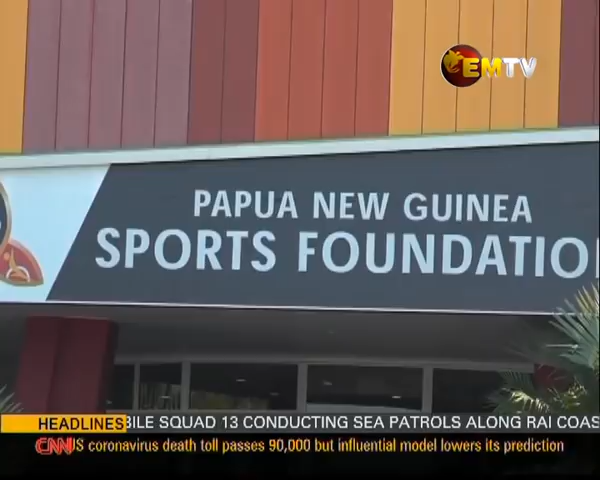 EMTV
PAPUA NEW GUINEA
SPORTS FOUNDATIO
HEADLINES BILE SQUAD 13 CONDUCTING SEA PATROLS ALONG RAI COAS
CNN US coronavirus death toll passes 90,000 but influential model lowers its prediction